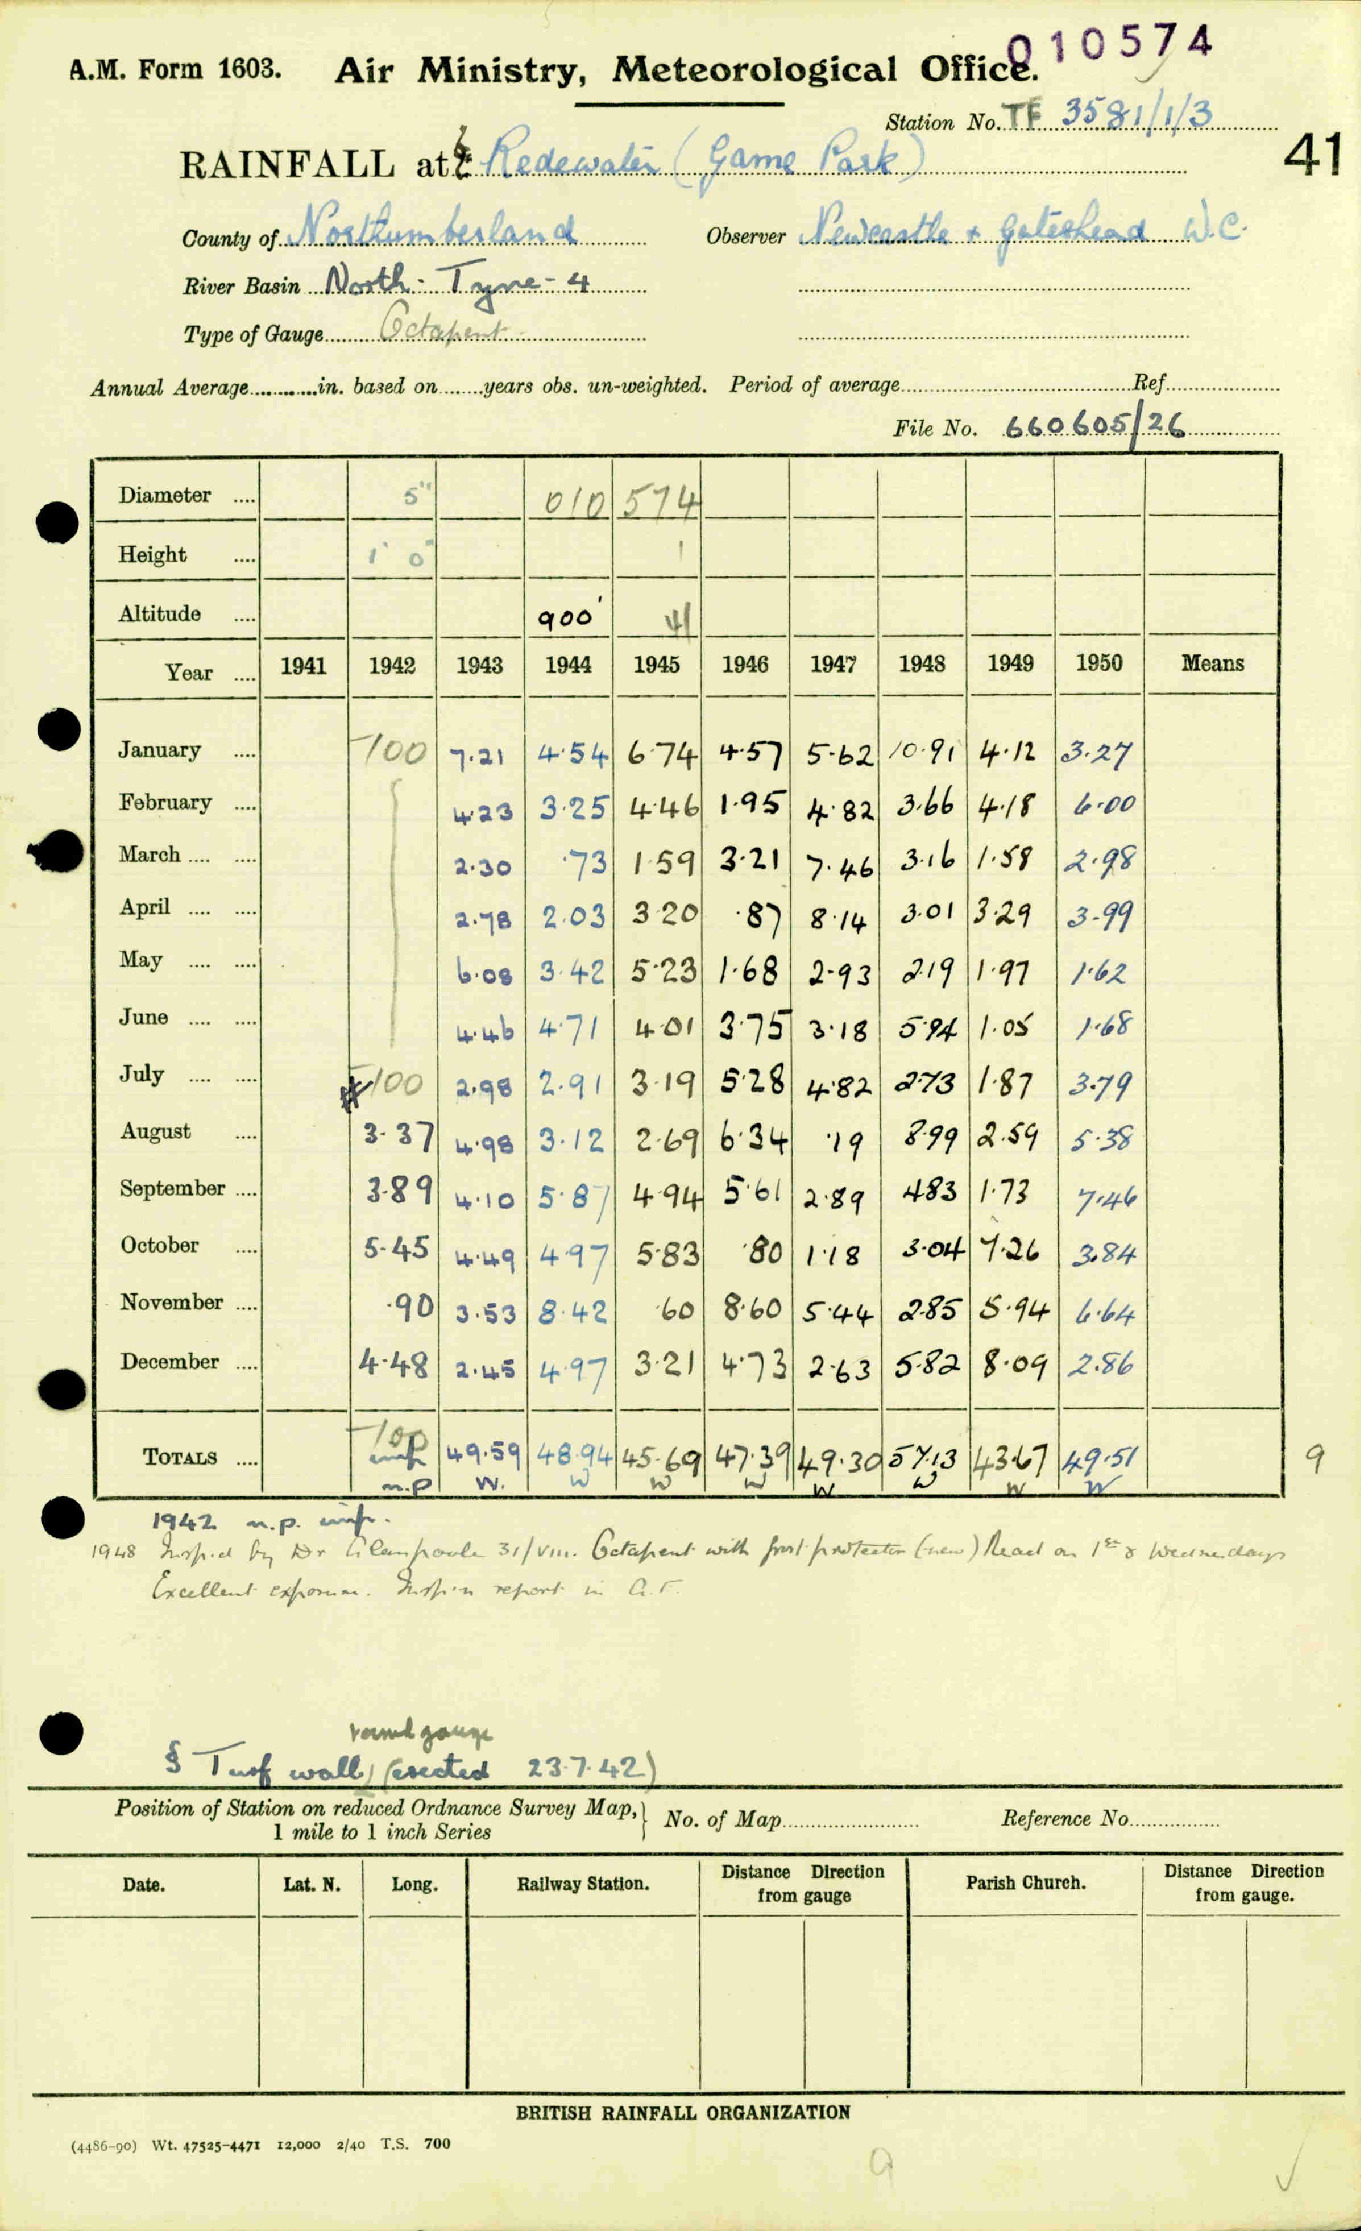 010574
A.M. Form 1603. Air Ministry, Meteorological Office.
Station No. TF 3581/1/3
41
RAINFALL at § Redewater (Game Park)
County of Northumberland Observer Newcastle & Gateshead W.C.
River Basin North-Tyne-4
Type of Gauge Octapent
Annual Average............in. based on.......years obs. un-weighted. Period of average.......... Ref..........
File No. 660605/26
Diameter .... 5" 010 574
Height .... 1' 0" 1
Altitude .... 900' 41
Year .... 1941 1942 1943 1944 1945 1946 1947 1948 1949 1950 Means
January .... -100 7.21 4.54 6.74 4.57 5.62 10.91 4.12 3.27
February .... 4.23 3.25 4.46 1.95 4.82 3.66 4.18 6.00
March .... .... 2.30 .73 1.59 3.21 7.46 3.16 1.58 2.98
April .... .... 2.78 2.03 3.20 .87 8.14 3.01 3.29 3.99
May .... .... 6.08 3.42 5.23 1.68 2.93 2.19 1.97 1.62
June .... .... 4.46 4.71 4.01 3.75 3.18 5.94 1.05 1.68
July .... .... -100 2.98 2.91 3.19 5.28 4.82 2.73 1.87 3.79
August .... 3.37 4.98 3.12 2.69 6.34 .19 8.99 2.59 5.38
September .... 3.89 4.10 5.87 4.94 5.61 2.89 4.83 1.73 7.46
October .... 5.45 4.49 4.97 5.83 .80 1.18 3.04 7.26 3.84
November .... .90 3.53 8.42 .60 8.60 5.44 2.85 5.94 6.64
December .... 4.48 2.45 4.97 3.21 4.73 2.63 5.82 8.09 2.86
-100
TOTALS .... imp 49.59 48.94 45.69 47.39 49.30 57.13 43.67 49.51 9
n.p W. W W W W W W W
1942 n.p. imp.
1948 Insp.d by Dr Glasspoole 31/VIII. Octapent with frost protector (new) Read on 1st & Wednesdays
Excellent exposure. Insp.n report in
round gauge
§ Turf wall (erected 23.7.42)
Position of Station on reduced Ordnance Survey Map, 1 mile to 1 inch Series } No. of Map.......... Reference No..........
Date. Lat. N. Long. Railway Station. Distance Direction from gauge Parish Church. Distance Direction from gauge.
BRITISH RAINFALL ORGANIZATION
(4486-90) Wt. 47525-4471 12,000 2/40 T.S. 700